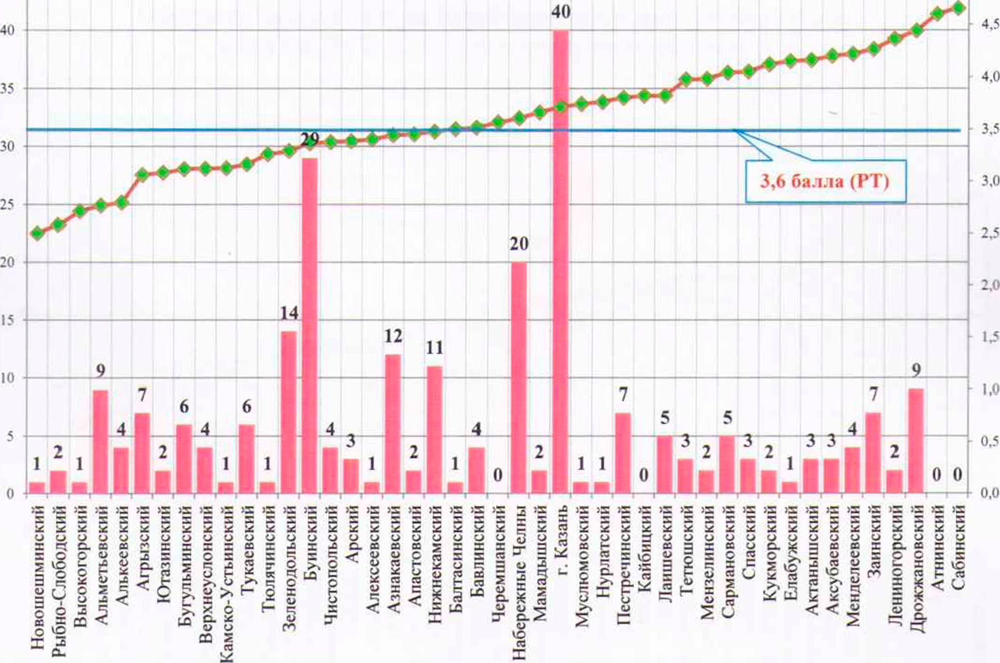 40
40
4,5
4,0
35
3,5
29
30
3,6 балла (РТ)
3,0
25
20
2,5
20
2,0
14
15
12
11
1,5
9
9
10
7
6
6
7
7
1,0
4
4
4
4
5
5
4
5
1
2
1
2
1
1
3
1
2
1
0
2
1
1
0
3
2
3
2
1
3
3
2
0
0
0,5
0
0,0
Новошешминский
Рыбно-Слободский
Высокогорский
Альметьевский
Алькеевский
Агрызский
Ютазинский
Бугульминский
Верхнеуслонский
Камско-Устьинский
Тукаевский
Тюлячинский
Зеленодольский
Буинский
Чистопольский
Арский
Алексеевский
Азнакаевский
Апастовский
Нижнекамский
Балтасинский
Бавлинский
Черемшанский
Набережные Челны
Мамадышский
г. Казань
Муслюмовский
Нурлатский
Пестречинский
Кайбицкий
Лаишевский
Тетюшский
Мензелинский
Сармановский
Спасский
Кукморский
Елабужский
Актанышский
Аксубаевский
Менделеевский
Заинский
Лениногорский
Дрожжановский
Атнинский
Сабинский